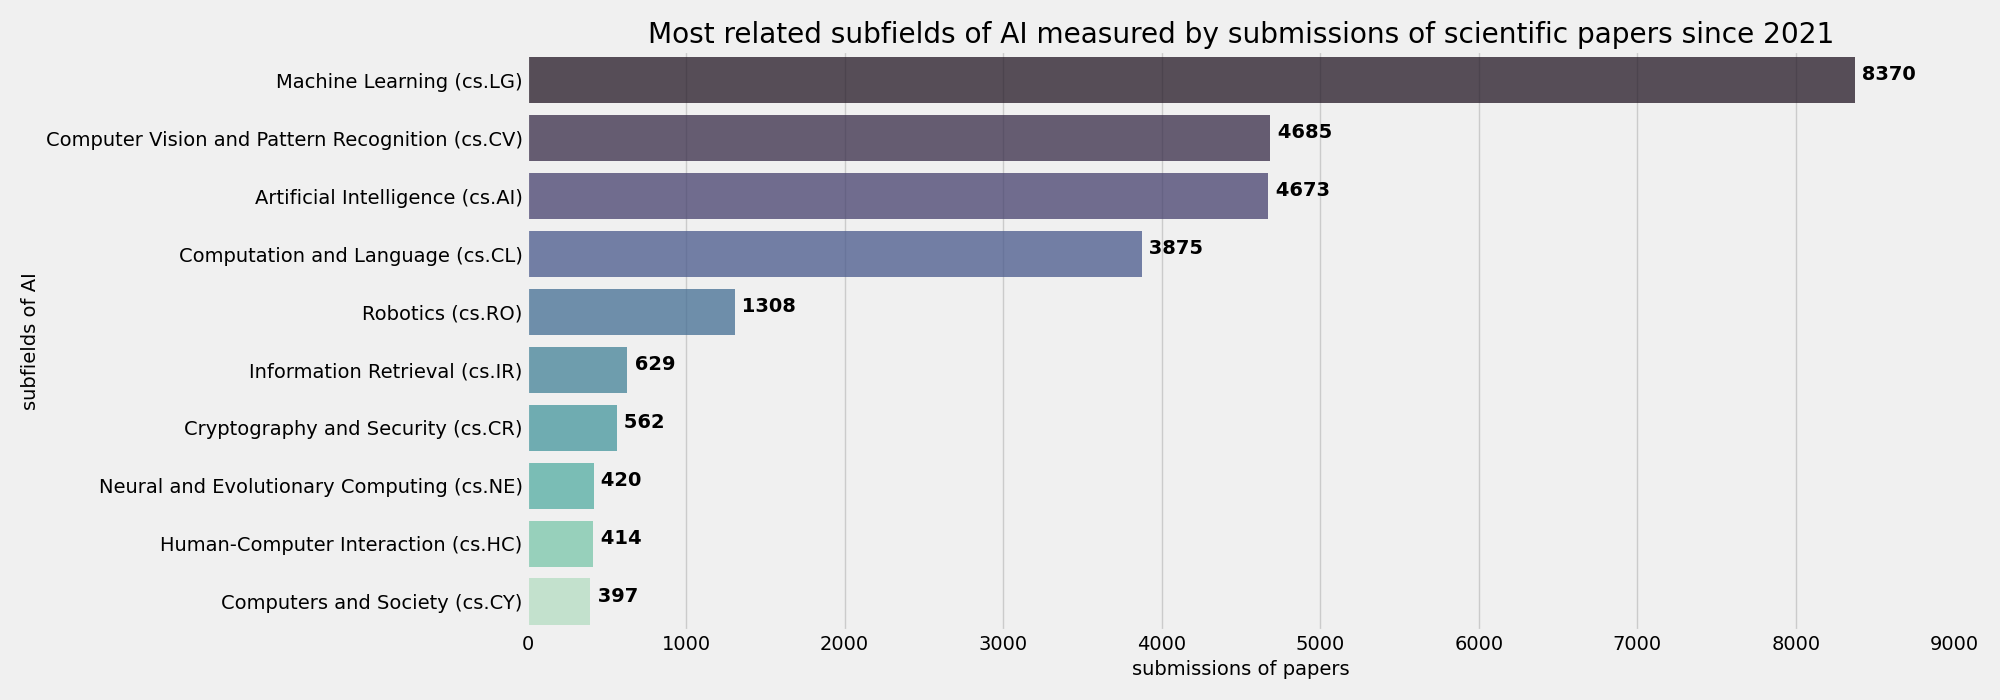 Most related subfields of AI measured by submissions of scientific papers since 2021
Machine Learning (cs.LG) 8370
Computer Vision and Pattern Recognition (cs.CV) 4685
Artificial Intelligence (cs.AI) 4673
Computation and Language (cs.CL) 3875
Robotics (cs.RO) 1308
Information Retrieval (cs.IR) 629
Cryptography and Security (cs.CR) 562
Neural and Evolutionary Computing (cs.NE) 420
Human-Computer Interaction (cs.HC) 414
Computers and Society (cs.CY) 397
subfields of AI
0 1000 2000 3000 4000 5000 6000 7000 8000 9000
submissions of papers